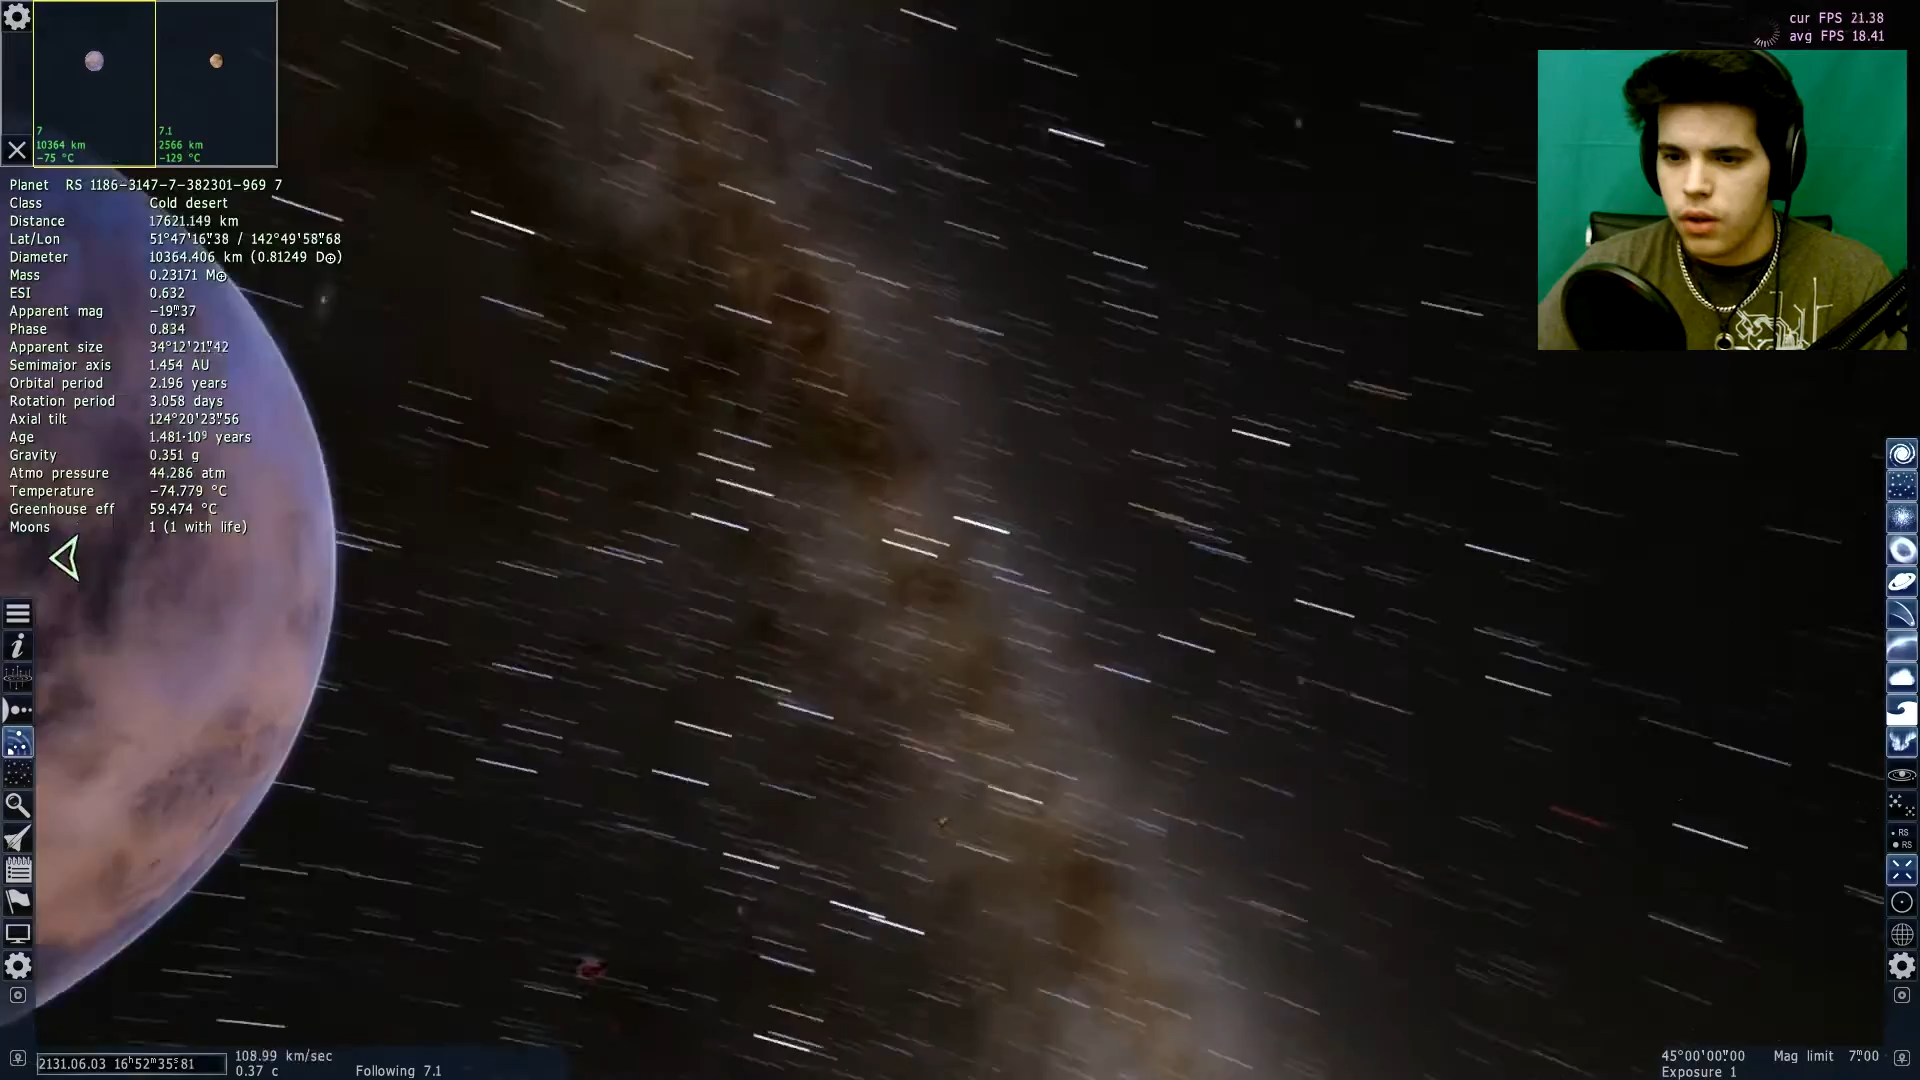 cur FPS 21.38
avg FPS 18.41
7
10364 km
-75 °C
7.1
2566 km
-129 °C
Planet RS 1186-3147-7-382301-969 7
Class Cold desert
Distance 17621.149 km
Lat/Lon 51°47'16"38 / 142°49'58"68
Diameter 10364.406 km (0.81249 D⊕)
Mass 0.23171 M⊕
ESI 0.632
Apparent mag -19ᵐ37
Phase 0.834
Apparent size 34°12'21"42
Semimajor axis 1.454 AU
Orbital period 2.196 years
Rotation period 3.058 days
Axial tilt 124°20'23"56
Age 1.481·10⁹ years
Gravity 0.351 g
Atmo pressure 44.286 atm
Temperature -74.779 °C
Greenhouse eff 59.474 °C
Moons 1 (1 with life)
RS
RS
2131.06.03 16ʰ52ᵐ35ˢ81
108.99 km/sec
0.37 c
Following 7.1
45°00'00"00 Mag limit 7ᵐ00
Exposure 1